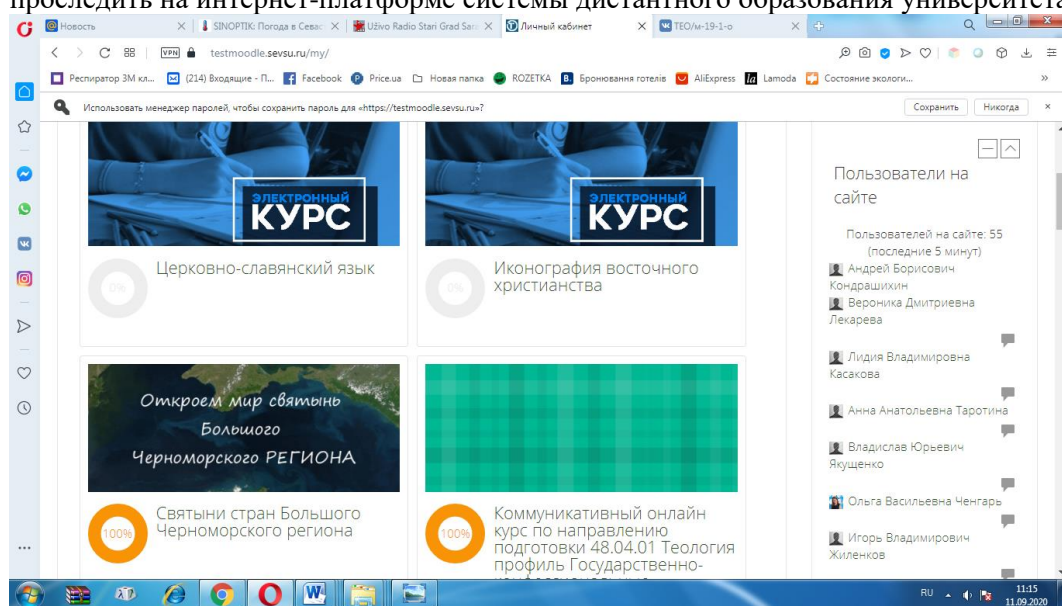 проследить на интернет-платформе системы дистантного образования университета
Новость
SINOPTIK: Погода в Севас
Uživo Radio Stari Grad Sar
Личный кабинет
ТЕО/м-19-1-о
VPN
testmoodle.sevsu.ru/my/
Респиратор 3М кл...
(214) Входящие - П...
Facebook
Price.ua
Новая папка
ROZETKA
Бронювання готелів
AliExpress
la Lamoda
Состояние экологи...
»
Использовать менеджер паролей, чтобы сохранить пароль для «https://testmoodle.sevsu.ru»?
Сохранить
Никогда
ЭЛЕКТРОННЫЙ
КУРС
0%
Церковно-славянский язык
ЭЛЕКТРОННЫЙ
КУРС
0%
Иконография восточного
христианства
Откроем мир святынь
Большого
Черноморского РЕГИОНА
100%
Святыни стран Большого
Черноморского региона
100%
Коммуникативный онлайн
курс по направлению
подготовки 48.04.01 Теология
профиль Государственно-
Пользователи на
сайте
Пользователей на сайте: 55
(последние 5 минут)
Андрей Борисович
Кондрашихин
Вероника Дмитриевна
Лекарева
Лидия Владимировна
Касакова
Анна Анатольевна Таротина
Владислав Юрьевич
Якущенко
Ольга Васильевна Ченгарь
Игорь Владимирович
Жиленков
RU
11:15
11.09.2020